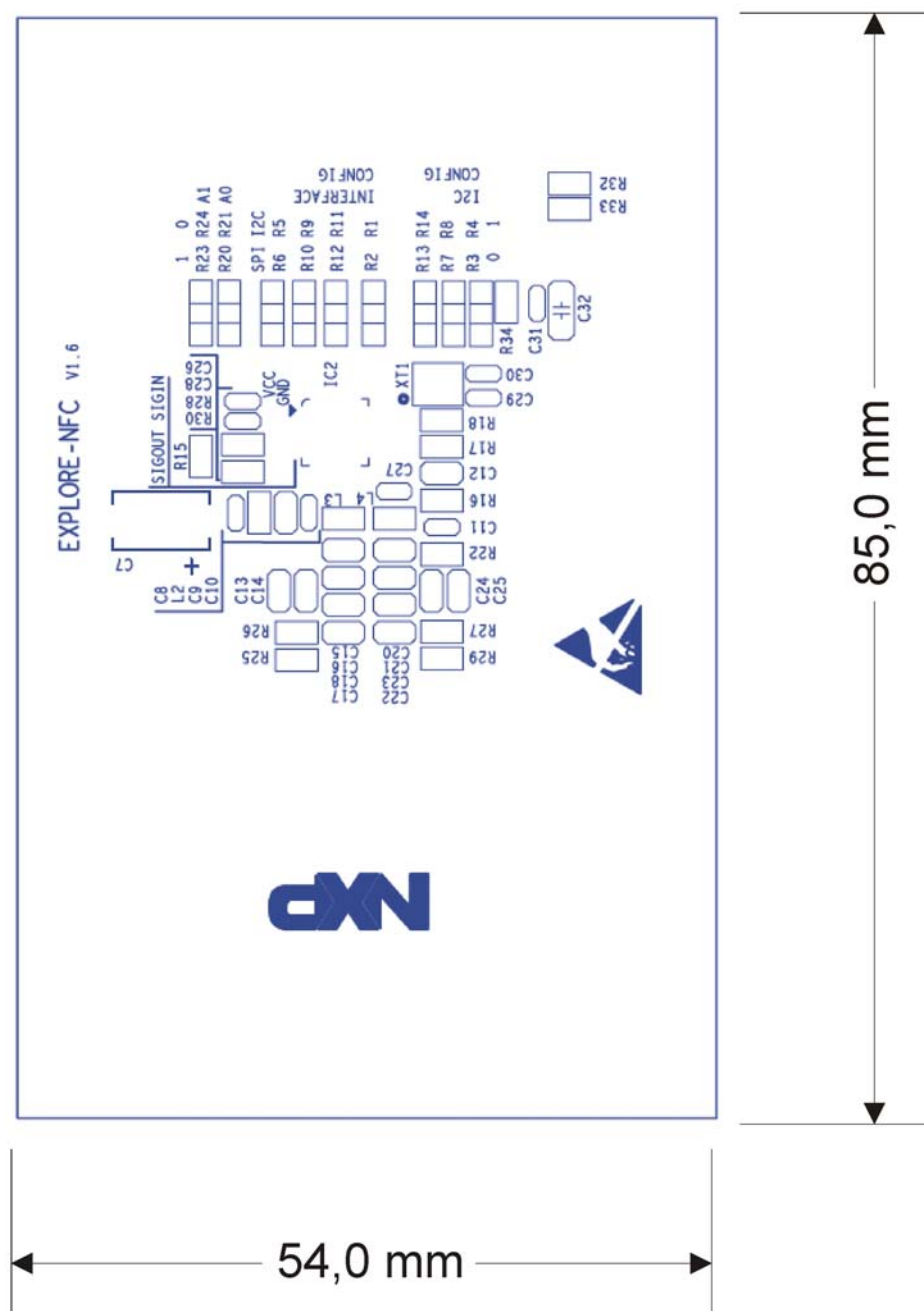 INTERFACE
CONFIG
I2C
CONFIG
R32
R33
1 0
R23 R24 A1
R20 R21 A0
SPI I2C
R6 R5
R10 R9
R12 R11
R2 R1
R13 R14
R7 R8
R3 R4
0 1
R34
C31
C32
EXPLORE-NFC V1.6
SIGOUT SIGIN
C26
C28
R28
R30
R15
VCC
GND
IC2
XT1
C30
C29
R18
R17
C12
R16
C11
R22
C27
L3
L4
C7
+
C8
L2
C9
C10
C13
C14
C24
C25
R26
R25
R27
R29
C15
C16
C18
C17
C20
C21
C23
C22
NXP
85,0 mm
54,0 mm